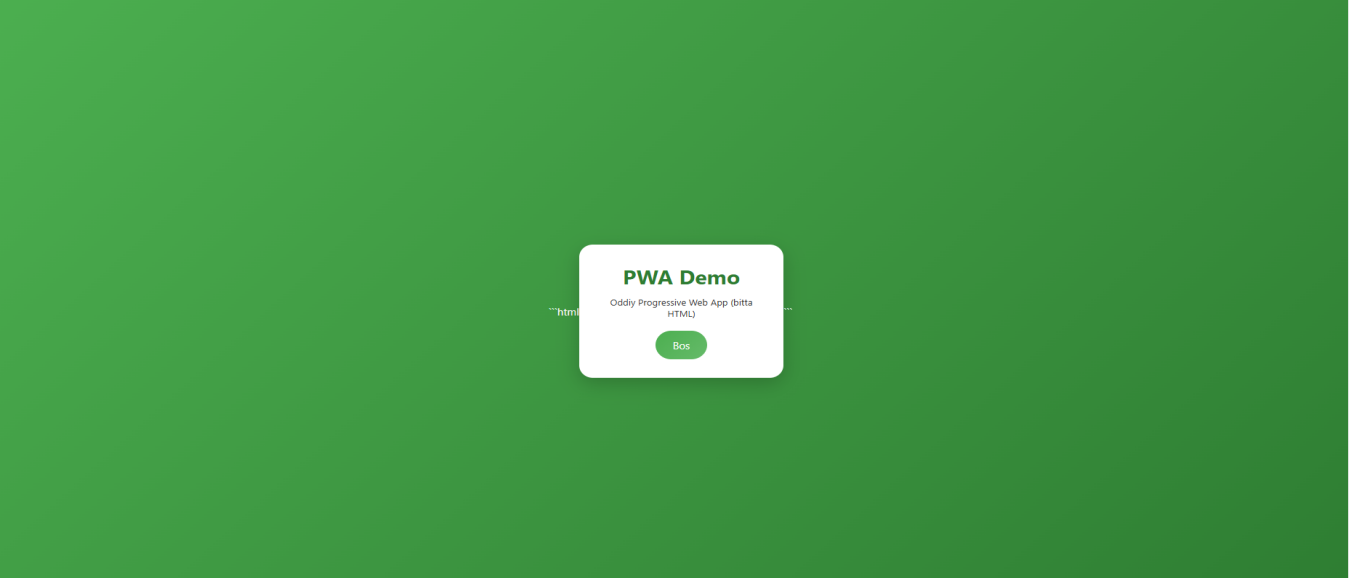 PWA Demo
Oddiy Progressive Web App (bitta
HTML)
```html
```
Bos